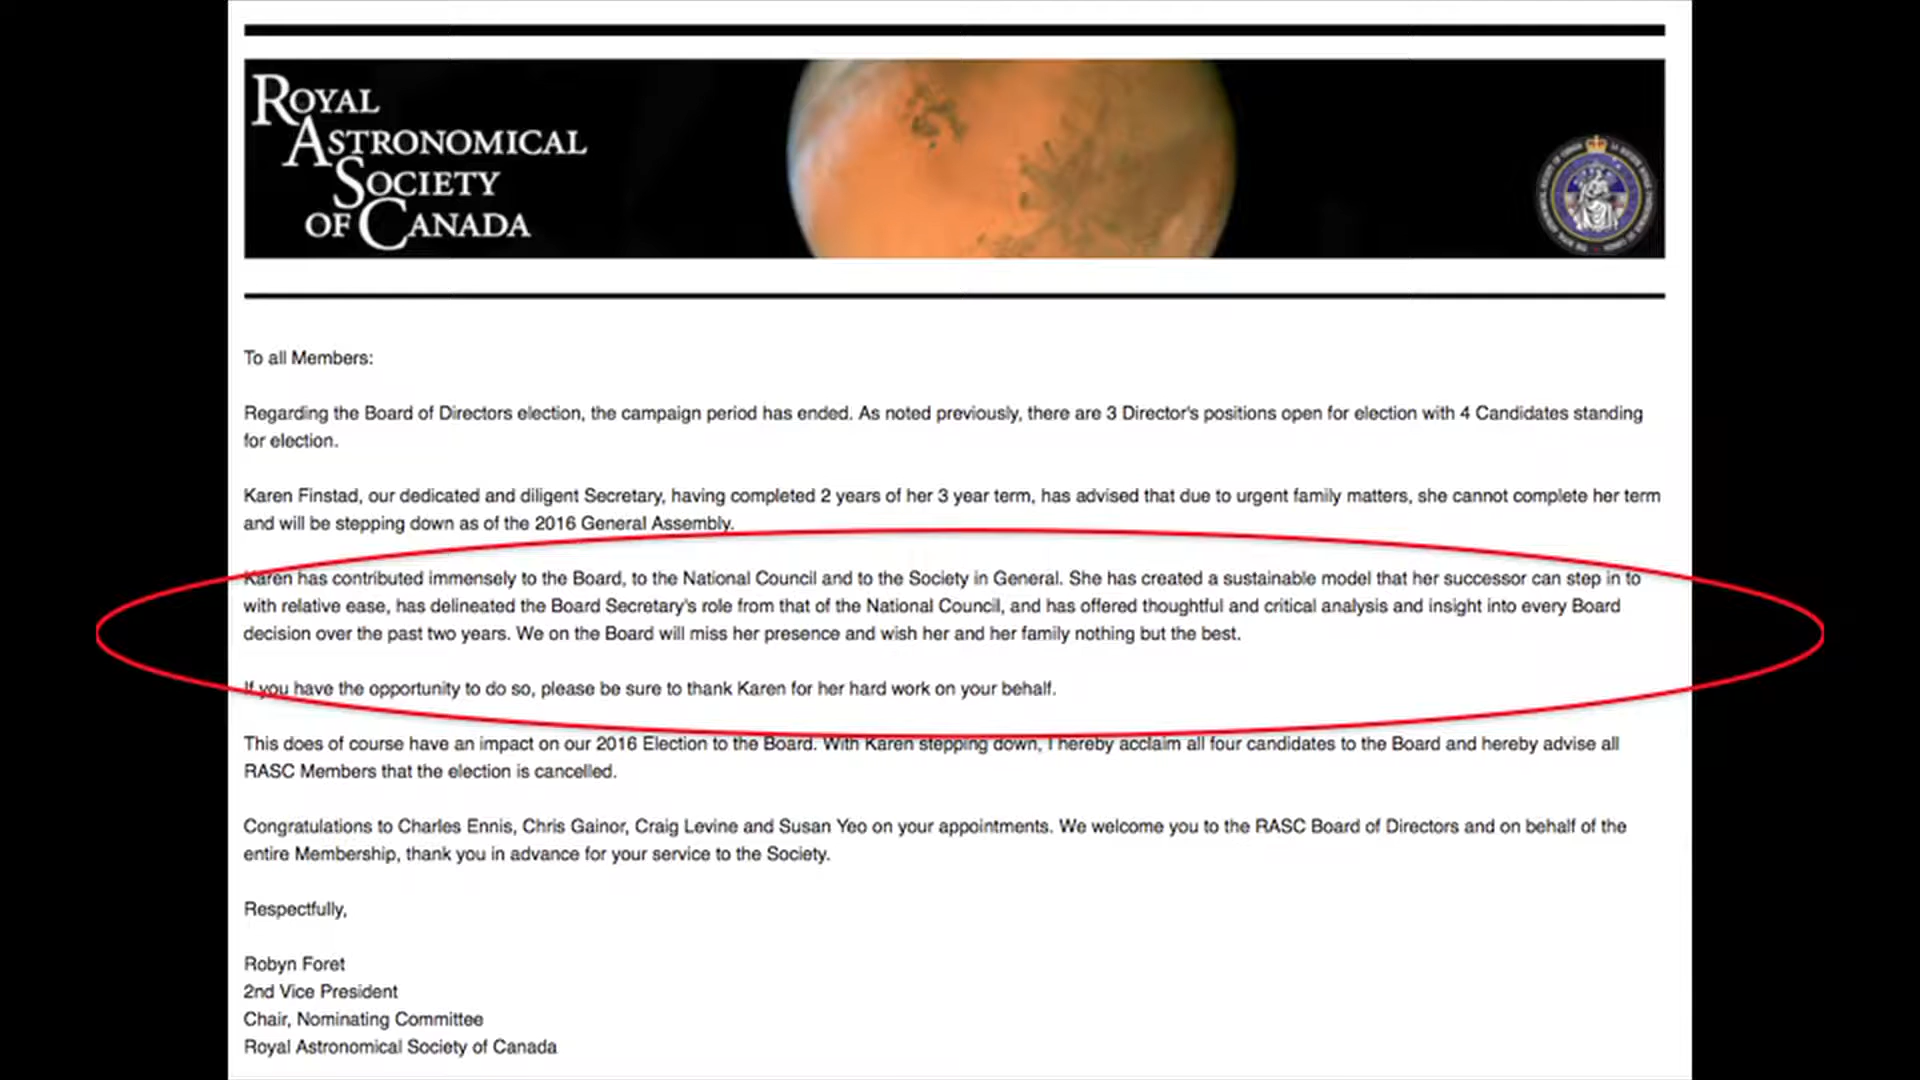 ROYAL
ASTRONOMICAL
SOCIETY
OF CANADA
To all Members:
Regarding the Board of Directors election, the campaign period has ended. As noted previously, there are 3 Director's positions open for election with 4 Candidates standing
for election.
Karen Finstad, our dedicated and diligent Secretary, having completed 2 years of her 3 year term, has advised that due to urgent family matters, she cannot complete her term
and will be stepping down as of the 2016 General Assembly.
Karen has contributed immensely to the Board, to the National Council and to the Society in General. She has created a sustainable model that her successor can step in to
with relative ease, has delineated the Board Secretary's role from that of the National Council, and has offered thoughtful and critical analysis and insight into every Board
decision over the past two years. We on the Board will miss her presence and wish her and her family nothing but the best.
If you have the opportunity to do so, please be sure to thank Karen for her hard work on your behalf.
This does of course have an impact on our 2016 Election to the Board. With Karen stepping down, I hereby acclaim all four candidates to the Board and hereby advise all
RASC Members that the election is cancelled.
Congratulations to Charles Ennis, Chris Gainor, Craig Levine and Susan Yeo on your appointments. We welcome you to the RASC Board of Directors and on behalf of the
entire Membership, thank you in advance for your service to the Society.
Respectfully,
Robyn Foret
2nd Vice President
Chair, Nominating Committee
Royal Astronomical Society of Canada